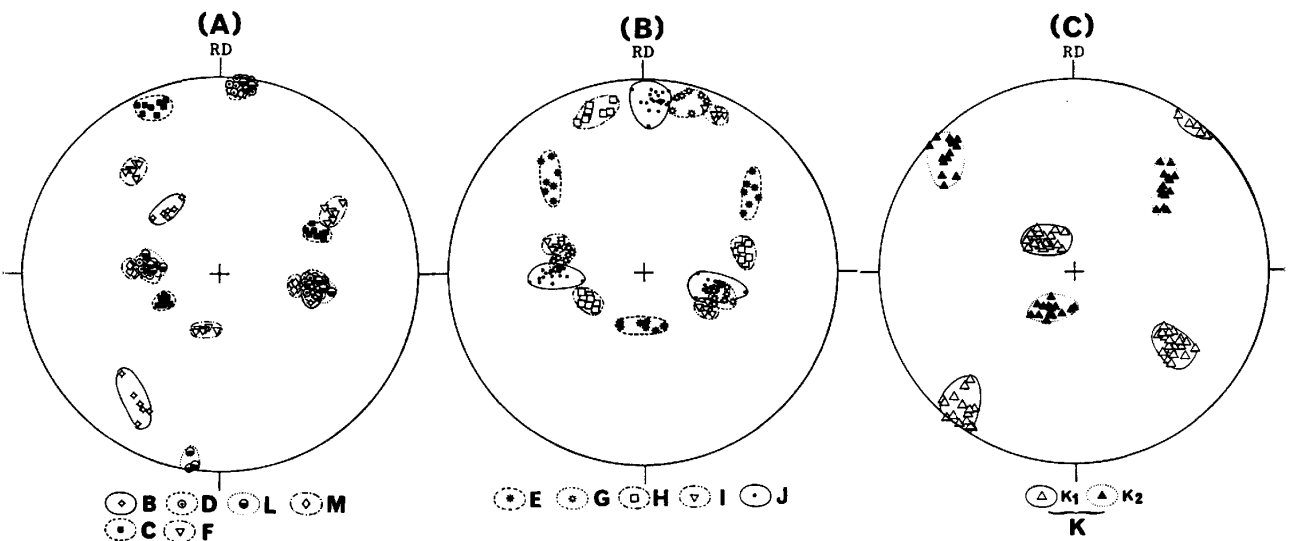 (A) (B) (C)
RD RD RD
B D L M
C F
E G H I J
K1 K2
K